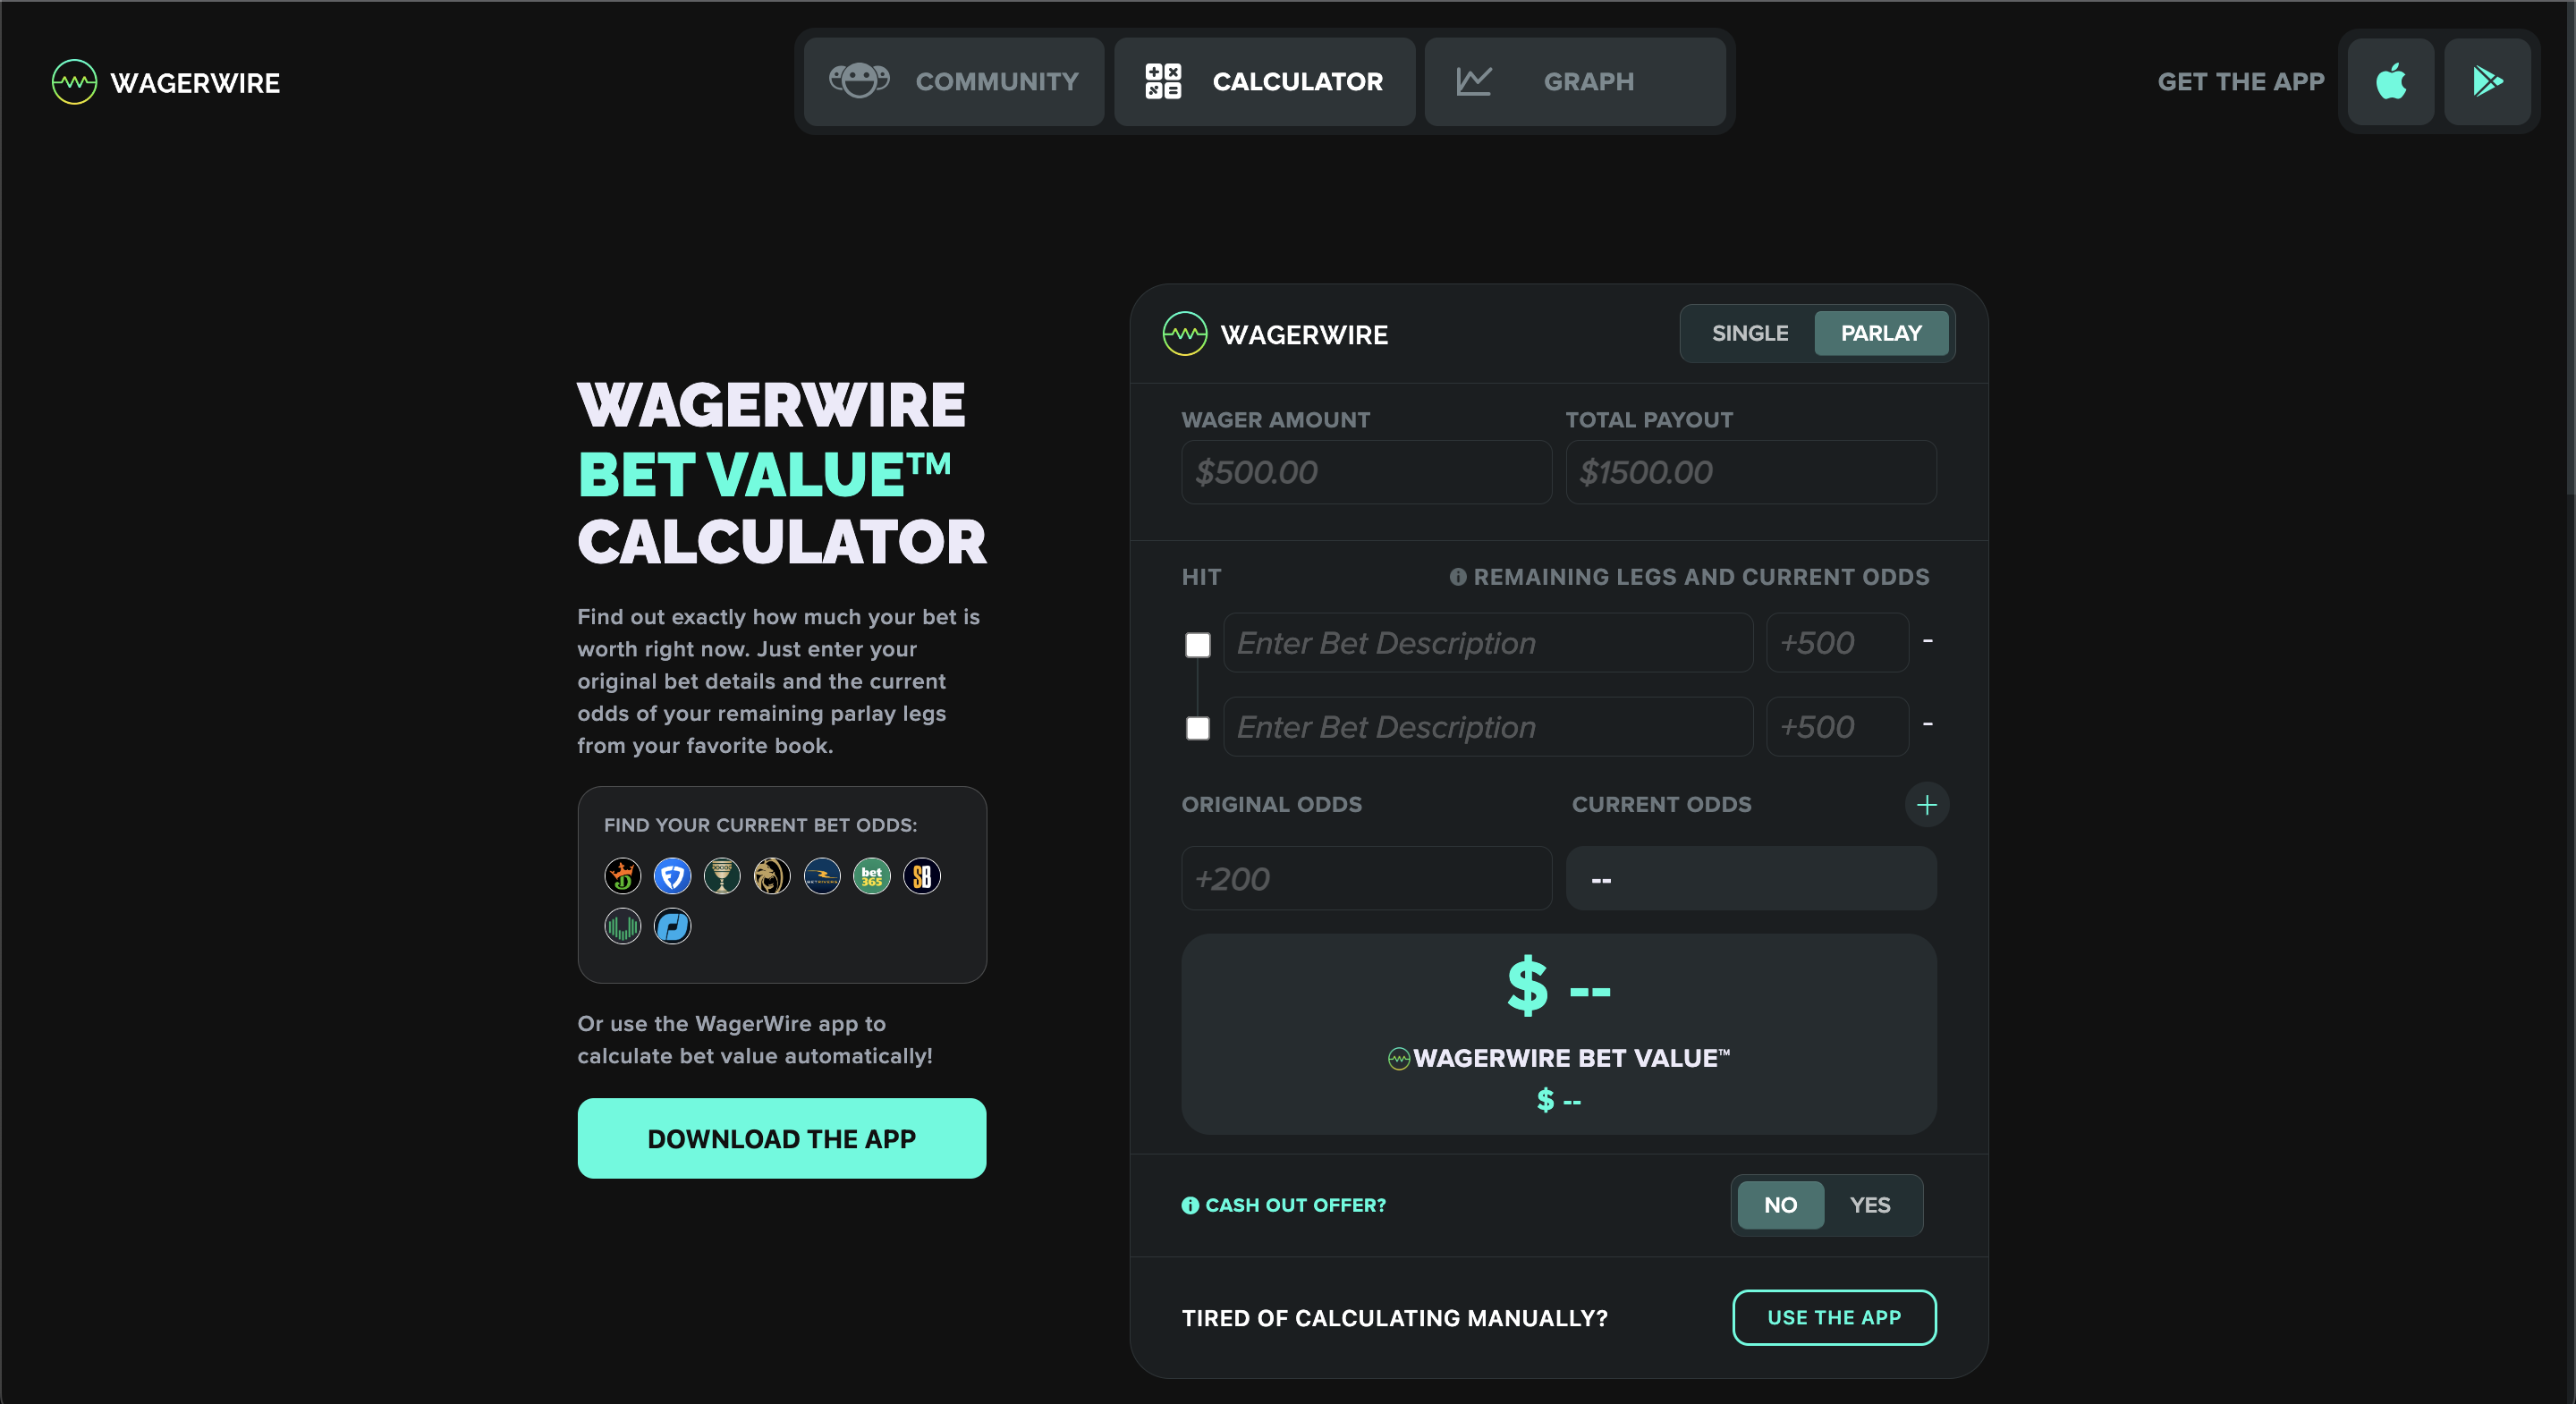 WAGERWIRE
COMMUNITY
CALCULATOR
GRAPH
GET THE APP
WAGERWIRE
BET VALUE™
CALCULATOR
Find out exactly how much your bet is
worth right now. Just enter your
original bet details and the current
odds of your remaining parlay legs
from your favorite book.
FIND YOUR CURRENT BET ODDS:
bet
365
SB
Or use the WagerWire app to
calculate bet value automatically!
DOWNLOAD THE APP
WAGERWIRE
SINGLE
PARLAY
WAGER AMOUNT
TOTAL PAYOUT
$500.00
$1500.00
HIT
REMAINING LEGS AND CURRENT ODDS
Enter Bet Description
+500
-
Enter Bet Description
+500
-
ORIGINAL ODDS
CURRENT ODDS
+
+200
--
$ --
WAGERWIRE BET VALUE™
$ --
CASH OUT OFFER?
NO
YES
TIRED OF CALCULATING MANUALLY?
USE THE APP